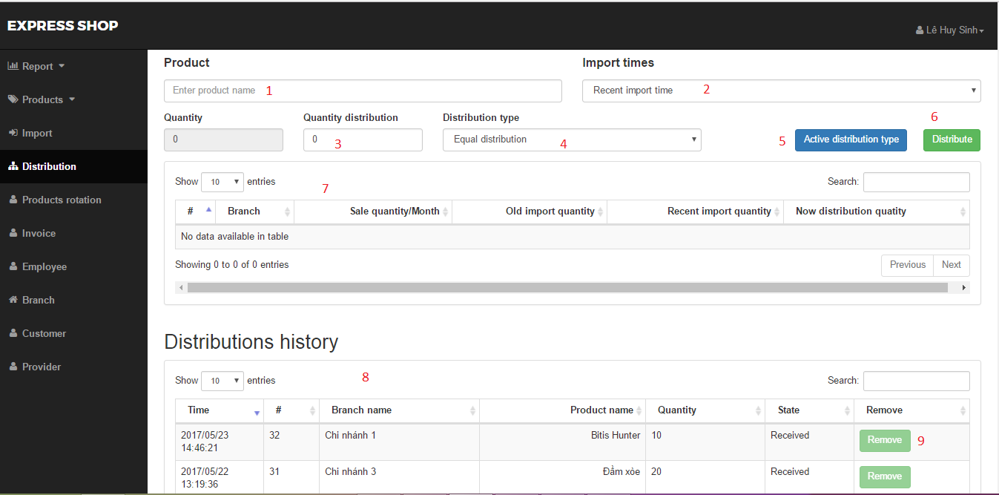 EXPRESS SHOP
Lê Huy Sinh
Report
Products
Import
Distribution
Products rotation
Invoice
Employee
Branch
Customer
Provider
Product Import times
Enter product name 1 Recent import time 2
Quantity Quantity distribution Distribution type 6
0 0 3 Equal distribution 4 5 Active distribution type Distribute
Show 10 entries 7 Search:
# Branch Sale quantity/Month Old import quantity Recent import quantity Now distribution quatity
No data available in table
Showing 0 to 0 of 0 entries Previous Next
Distributions history
Show 10 entries 8 Search:
Time # Branch name Product name Quantity State Remove
2017/05/23 14:46:21 32 Chi nhánh 1 Bitis Hunter 10 Received Remove 9
2017/05/22 13:19:36 31 Chi nhánh 3 Đầm xòe 20 Received Remove